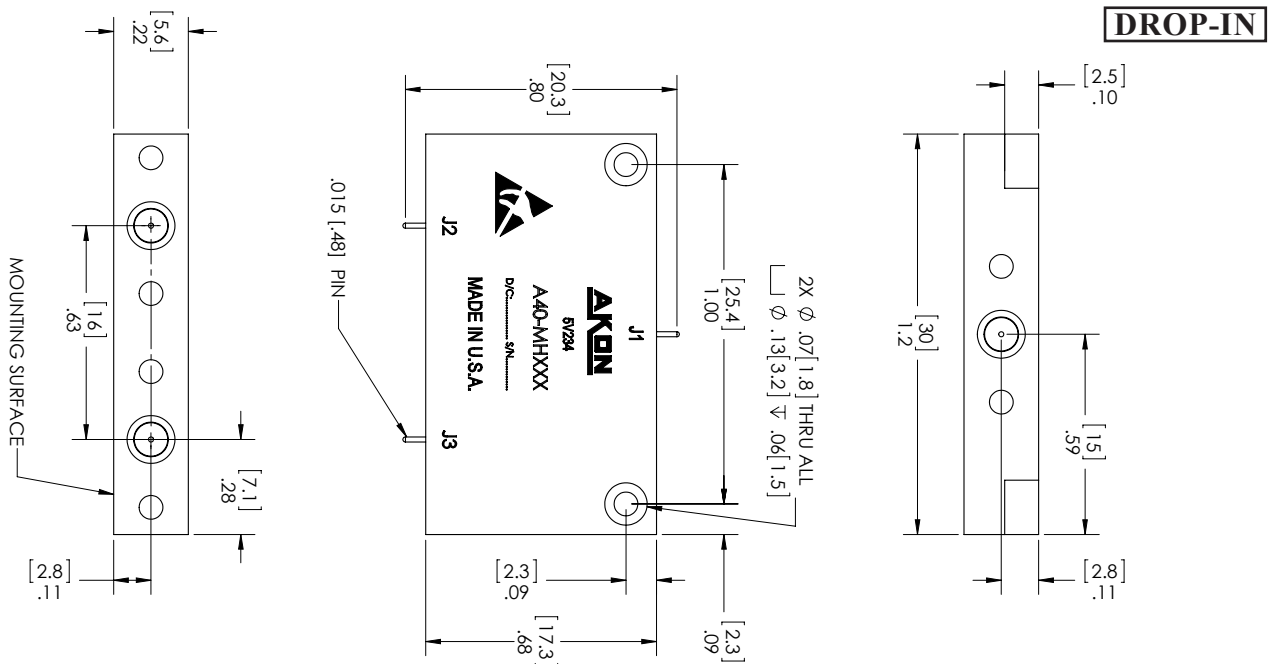 DROP-IN
[5.6]
.22
[20.3]
.80
[2.5]
.10
.015 [.48] PIN
J2
J3
J1
AKON
5V234
A40-MHXXX
D/C: S/N
MADE IN U.S.A.
[25.4]
1.00
2X ⌀ .07[1.8] THRU ALL
⌴ ⌀ .13[3.2] ↧ .06[1.5]
[30]
1.2
[15]
.59
[16]
.63
MOUNTING SURFACE
[7.1]
.28
[2.8]
.11
[2.3]
.09
[17.3
.68
[2.3]
.09
[2.8]
.11